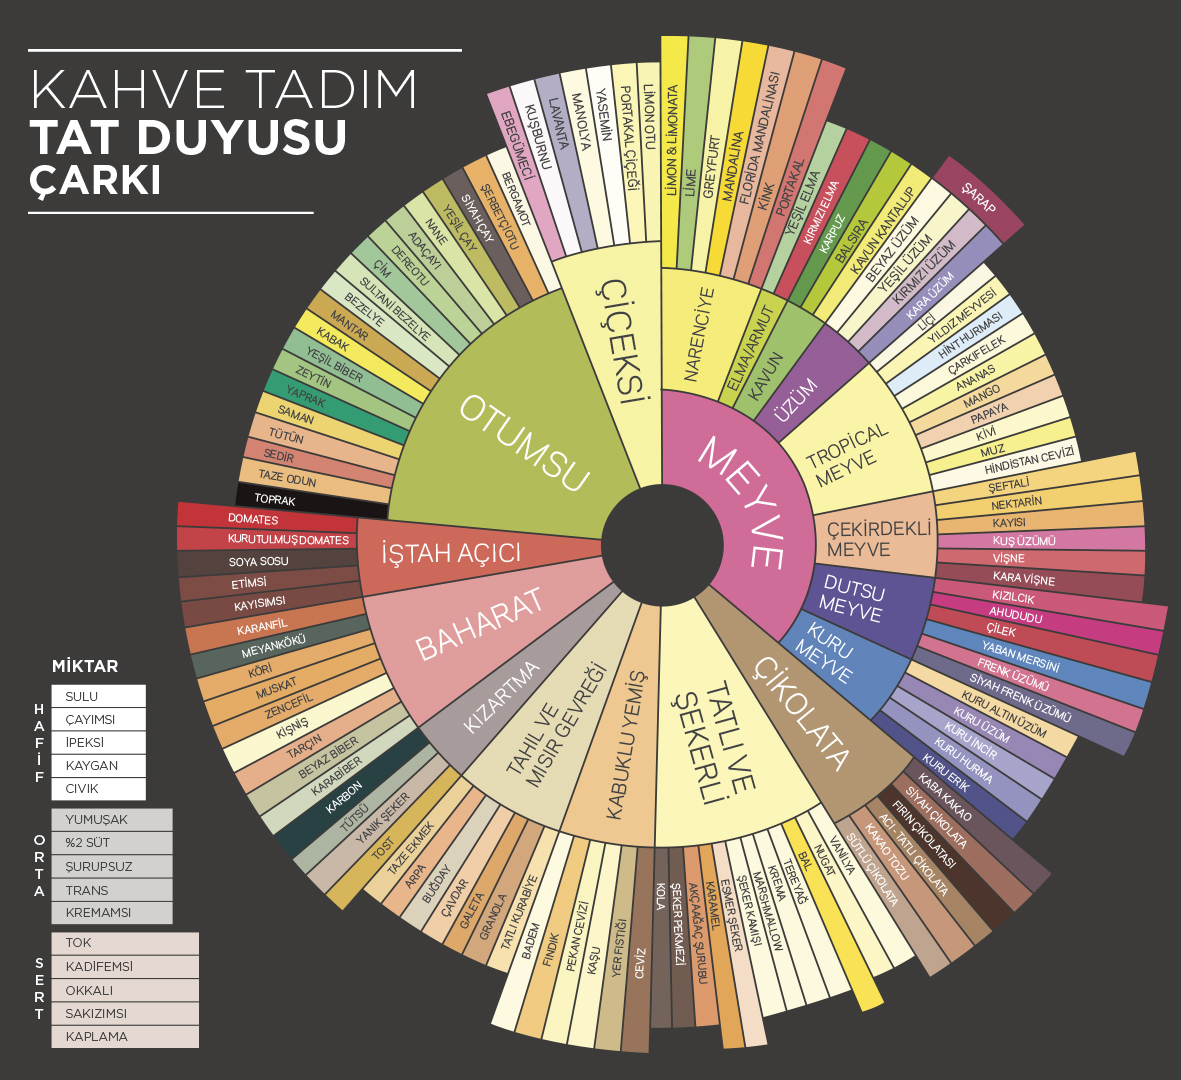 KAHVE TADIM
TAT DUYUSU
ÇARKI
ÇİÇEKSİ
EBEGÜMECİ
KUŞBURNU
LAVANTA
MANOLYA
YASEMİN
PORTAKAL ÇİÇEĞİ
LİMON OTU
MEYVE
NARENCİYE
LİMON & LİMONATA
LİME
GREYFURT
MANDALİNA
FLORİDA MANDALİNASI
KİNK
PORTAKAL
ELMA/ARMUT
YEŞİL ELMA
KIRMIZI ELMA
KAVUN
KARPUZ
BALSIRA
KAVUN KANTALUP
ÜZÜM
BEYAZ ÜZÜM
YEŞİL ÜZÜM
KIRMIZI ÜZÜM
KARA ÜZÜM
ŞARAP
TROPİCAL
MEYVE
LİÇİ
YILDIZ MEYVESİ
HİNT HURMASI
ÇARKIFELEK
ANANAS
MANGO
PAPAYA
KİVİ
MUZ
HİNDİSTAN CEVİZİ
ÇEKİRDEKLİ
MEYVE
ŞEFTALİ
NEKTARİN
KAYISI
KUŞ ÜZÜMÜ
VİŞNE
KARA VİŞNE
DUTSU
MEYVE
KIZILCIK
AHUDUDU
ÇİLEK
YABAN MERSİNİ
FRENK ÜZÜMÜ
SİYAH FRENK ÜZÜMÜ
KURU
MEYVE
KURU ALTIN ÜZÜM
KURU ÜZÜM
KURU İNCİR
KURU HURMA
KURU ERİK
ÇİKOLATA
KABA KAKAO
SİYAH ÇİKOLATA
FIRIN ÇİKOLATASI
ACI - TATLI ÇİKOLATA
KAKAO TOZU
SÜTLÜ ÇİKOLATA
TATLI VE
ŞEKERLİ
VANİLYA
NUGAT
BAL
TEREYAĞ
KREMA
MARSHMALLOW
ŞEKER KAMIŞI
ESMER ŞEKER
KARAMEL
AKÇAAĞAÇ ŞURUBU
ŞEKER PEKMEZİ
KOLA
KABUKLU YEMİŞ
CEVİZ
YER FISTIĞI
KAŞU
PEKAN CEVİZİ
FINDIK
BADEM
TAHIL VE
MISIR GEVREĞİ
TATLI KURABİYE
GRANOLA
GALETA
ÇAVDAR
BUĞDAY
ARPA
TAZE EKMEK
KIZARTMA
TOST
YANIK ŞEKER
TÜTSÜ
KARBON
BAHARAT
KARABİBER
BEYAZ BİBER
TARÇIN
KİŞNİŞ
ZENCEFİL
MUSKAT
KÖRİ
MEYANKÖKÜ
KARANFİL
İŞTAH AÇICI
KAYISIMSI
ETİMSİ
SOYA SOSU
KURUTULMUŞ DOMATES
DOMATES
OTUMSU
TOPRAK
TAZE ODUN
SEDİR
TÜTÜN
SAMAN
YAPRAK
ZEYTİN
YEŞİL BİBER
KABAK
MANTAR
BEZELYE
SULTANİ BEZELYE
ÇİM
DEREOTU
ADAÇAYI
NANE
YEŞİL ÇAY
SİYAH ÇAY
ŞERBETÇİOTU
BERGAMOT
MİKTAR
HAFİF
SULU
ÇAYIMSI
İPEKSİ
KAYGAN
CIVIK
ORTA
YUMUŞAK
%2 SÜT
ŞURUPSUZ
TRANS
KREMAMSI
SERT
TOK
KADİFEMSİ
OKKALI
SAKIZIMSI
KAPLAMA